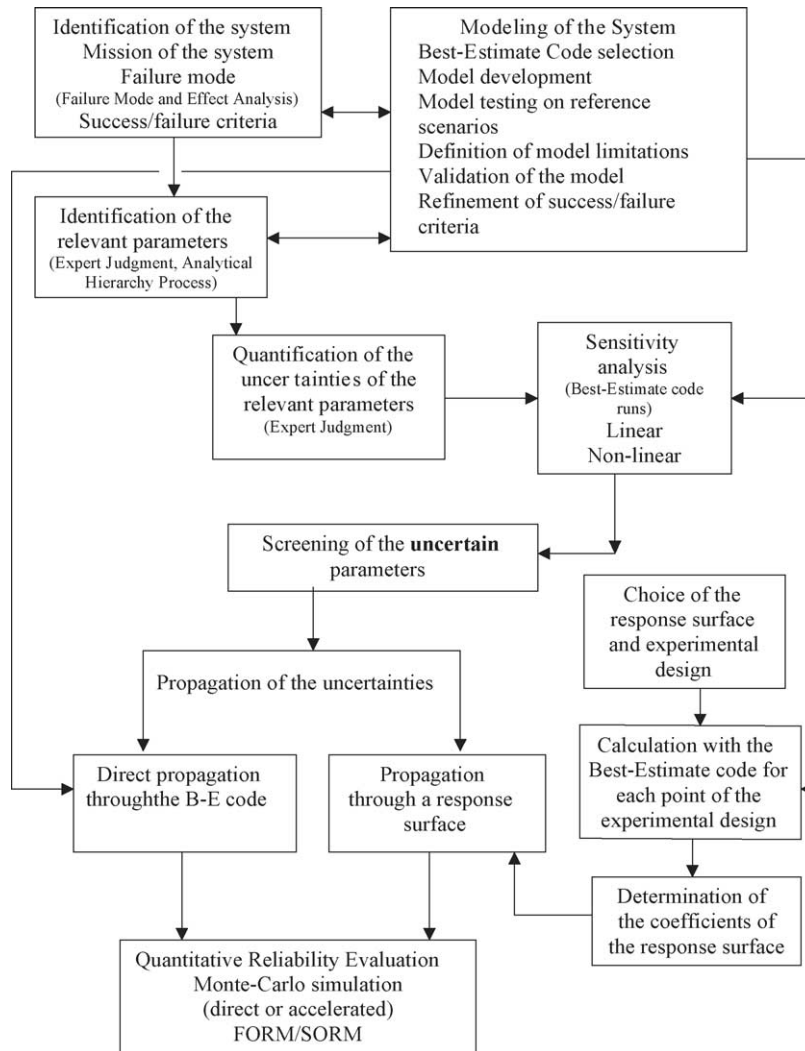 Identification of the system
Mission of the system
Failure mode
(Failure Mode and Effect Analysis)
Success/failure criteria
Modeling of the System
Best-Estimate Code selection
Model development
Model testing on reference
scenarios
Definition of model limitations
Validation of the model
Refinement of success/failure
criteria
Identification of the
relevant parameters
(Expert Judgment, Analytical
Hierarchy Process)
Quantification of the
uncer tainties of the
relevant parameters
(Expert Judgment)
Sensitivity
analysis
(Best-Estimate code
runs)
Linear
Non-linear
Screening of the uncertain
parameters
Choice of the
response surface
and experimental
design
Propagation of the uncertainties
Direct propagation
throughthe B-E code
Propagation
through a response
surface
Calculation with the
Best-Estimate code for
each point of the
experimental design
Determination of
the coefficients of
the response surface
Quantitative Reliability Evaluation
Monte-Carlo simulation
(direct or accelerated)
FORM/SORM